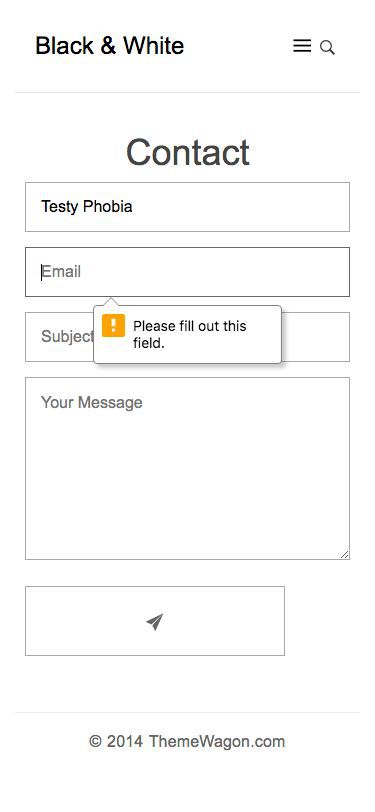 Black & White
Contact
Testy Phobia
Email
Please fill out this
field.
Subject
Your Message
© 2014 ThemeWagon.com